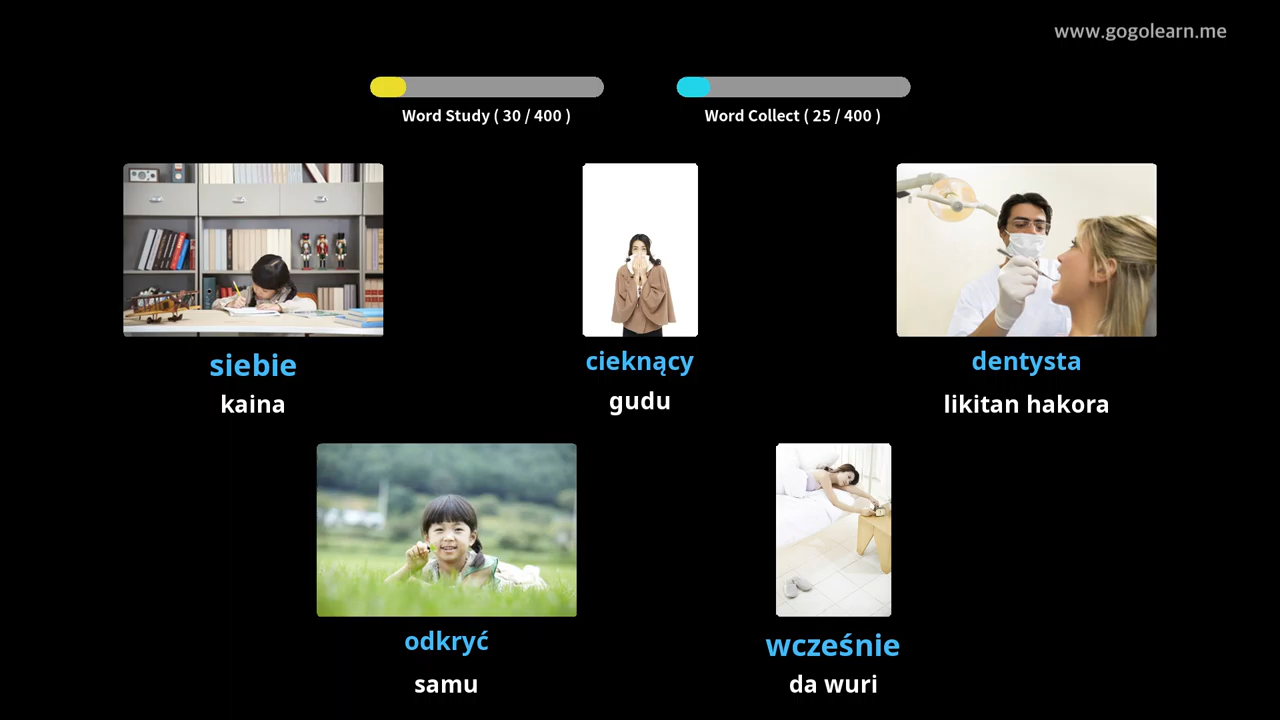 www.gogolearn.me
Word Study ( 30 / 400 )
Word Collect ( 25 / 400 )
siebie
kaina
cieknący
gudu
dentysta
likitan hakora
odkryć
samu
wcześnie
da wuri